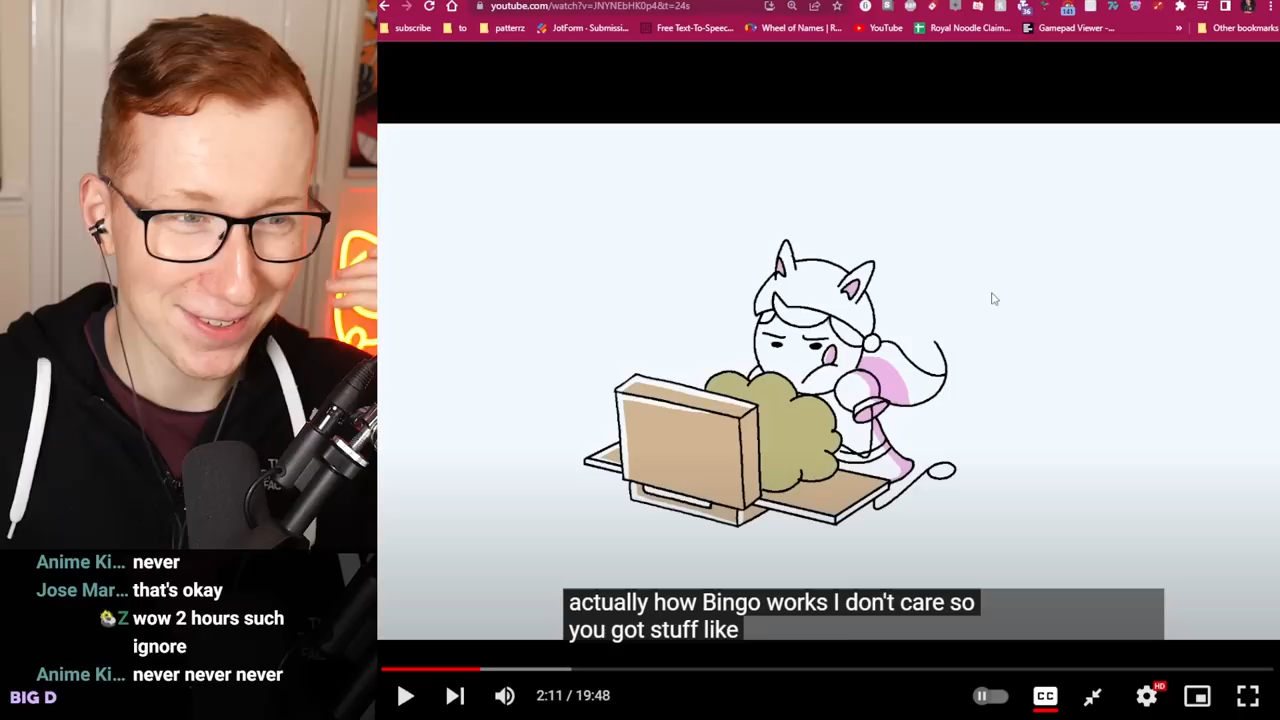 youtube.com/watch?v=JNYNEbHK0p4&t=24s
subscribe to patterrz JotForm · Submissi... Free Text-To-Speec... Wheel of Names | R... YouTube Royal Noodle Claim... Gamepad Viewer -... » Other bookmarks
actually how Bingo works I don't care so
you got stuff like
Anime Ki... never
Jose Mar... that's okay
Z wow 2 hours such
ignore
Anime Ki... never never never
BIG D
2:11 / 19:48
CC
HD